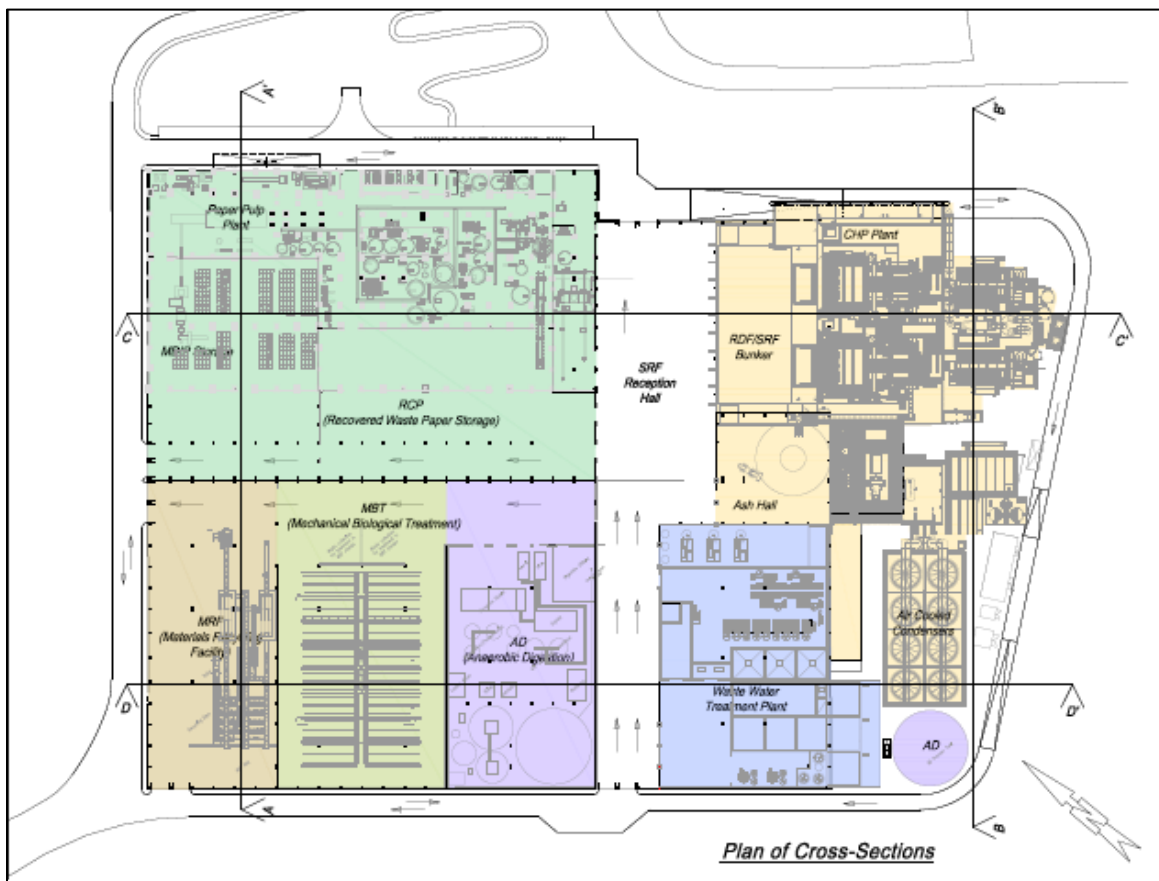 A'
B'
Paper Pulp
Plant
CHP Plant
C
C'
RDF/SRF
Bunker
SRF
Reception
Hall
Storage
RCP
(Recovered Waste Paper Storage)
MBT
(Mechanical Biological Treatment)
Ash Hall
MRF
(Materials Recovery
Facility)
AD
(Anaerobic Digestion)
Air Cooled
Condensers
D
D'
Waste Water
Treatment Plant
AD
A
B
Plan of Cross-Sections